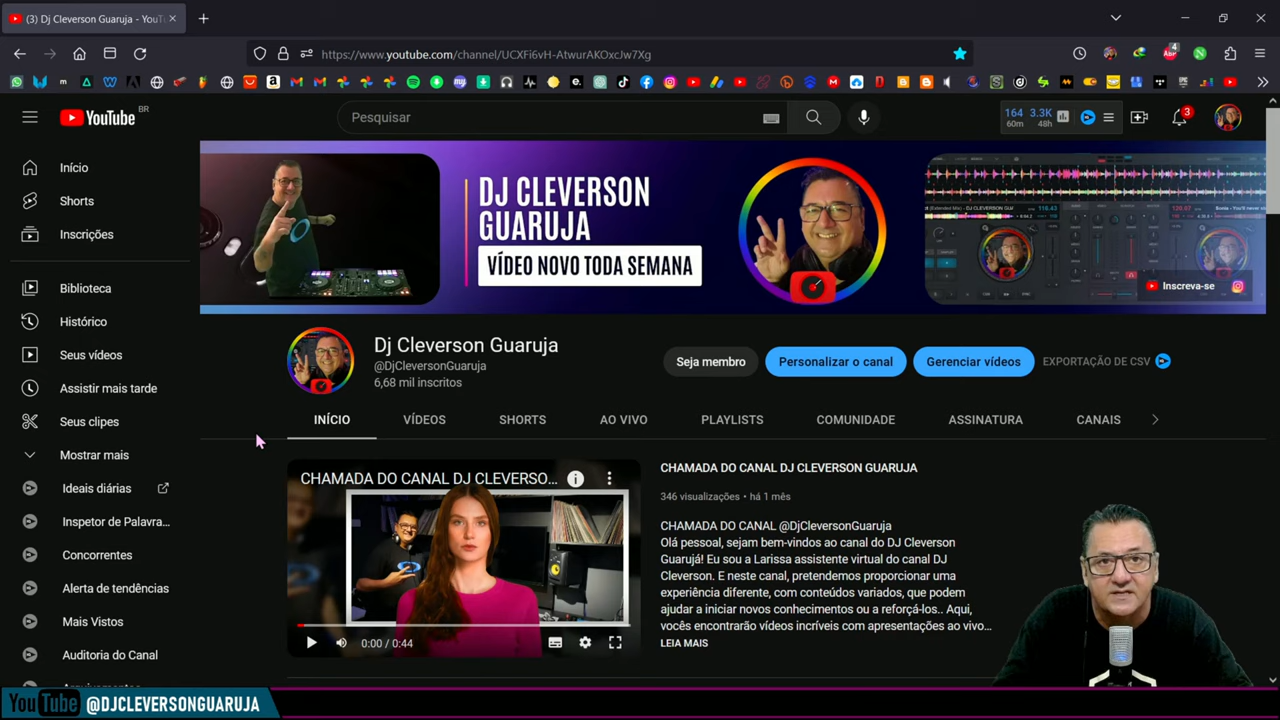 (3) Dj Cleverson Guaruja - YouT
https://www.youtube.com/channel/UCXFi6vH-AtwurAKOxcJw7Xg
4
YouTube BR
Pesquisar
164 3.3K
60m 48h
3
Início
Shorts
Inscrições
Biblioteca
Histórico
Seus vídeos
Assistir mais tarde
Seus clipes
Mostrar mais
Ideais diárias
Inspetor de Palavra...
Concorrentes
Alerta de tendências
Mais Vistos
Auditoria do Canal
DJ CLEVERSON
GUARUJA
VÍDEO NOVO TODA SEMANA
Inscreva-se
Dj Cleverson Guaruja
@DjCleversonGuaruja
6,68 mil inscritos
Seja membro
Personalizar o canal
Gerenciar vídeos
EXPORTAÇÃO DE CSV
INÍCIO
VÍDEOS
SHORTS
AO VIVO
PLAYLISTS
COMUNIDADE
ASSINATURA
CANAIS
CHAMADA DO CANAL DJ CLEVERSO...
0:00 / 0:44
CHAMADA DO CANAL DJ CLEVERSON GUARUJA
346 visualizações • há 1 mês
CHAMADA DO CANAL @DjCleversonGuaruja
Olá pessoal, sejam bem-vindos ao canal do DJ Cleverson
Guarujá! Eu sou a Larissa assistente virtual do canal DJ
Cleverson. E neste canal, pretendemos proporcionar uma
experiência diferente, com conteúdos variados, que podem
ajudar a iniciar novos conhecimentos ou a reforçá-los.. Aqui,
vocês encontrarão vídeos incríveis com apresentações ao vivo...
LEIA MAIS
YouTube @DJCLEVERSONGUARUJA